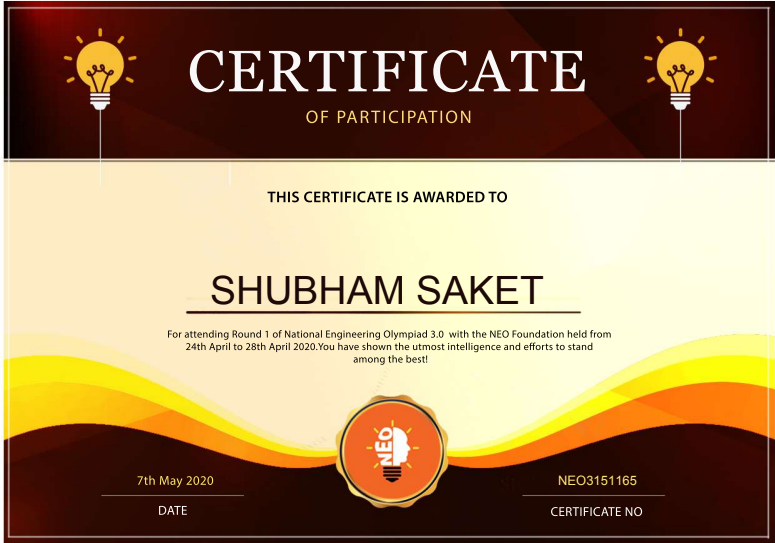 CERTIFICATE
OF PARTICIPATION
THIS CERTIFICATE IS AWARDED TO
SHUBHAM SAKET
For attending Round 1 of National Engineering Olympiad 3.0 with the NEO Foundation held from
24th April to 28th April 2020.You have shown the utmost intelligence and efforts to stand
among the best!
NEO
7th May 2020
DATE
NEO3151165
CERTIFICATE NO